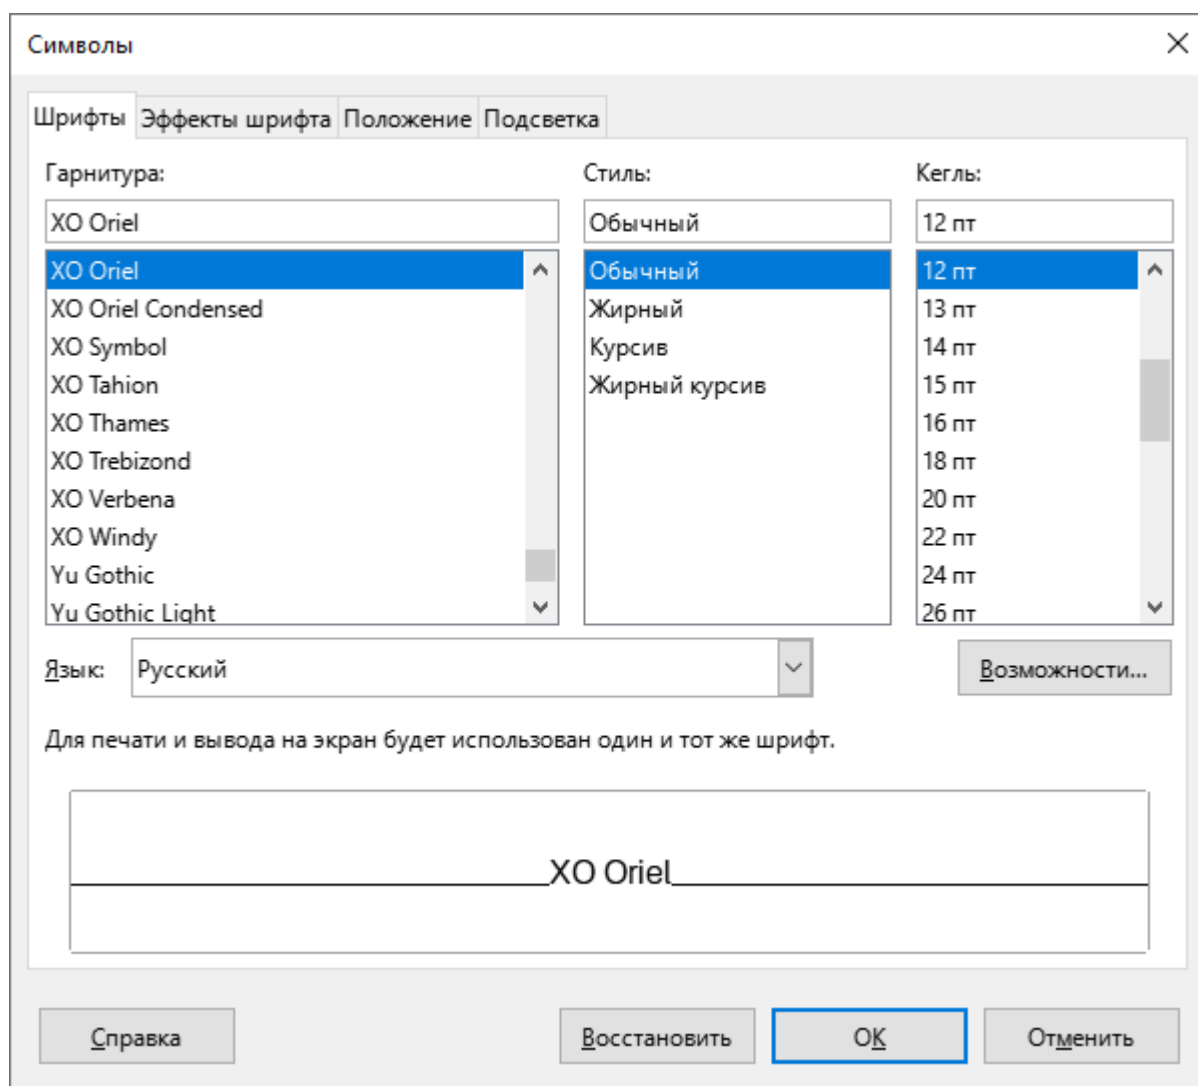 Символы
Шрифты Эффекты шрифта Положение Подсветка
Гарнитура: Стиль: Кегль:
XO Oriel Обычный 12 пт
XO Oriel Обычный 12 пт
XO Oriel Condensed Жирный 13 пт
XO Symbol Курсив 14 пт
XO Tahion Жирный курсив 15 пт
XO Thames 16 пт
XO Trebizond 18 пт
XO Verbena 20 пт
XO Windy 22 пт
Yu Gothic 24 пт
Yu Gothic Light 26 пт
Язык: Русский Возможности...
Для печати и вывода на экран будет использован один и тот же шрифт.
XO Oriel
Справка Восстановить OK Отменить